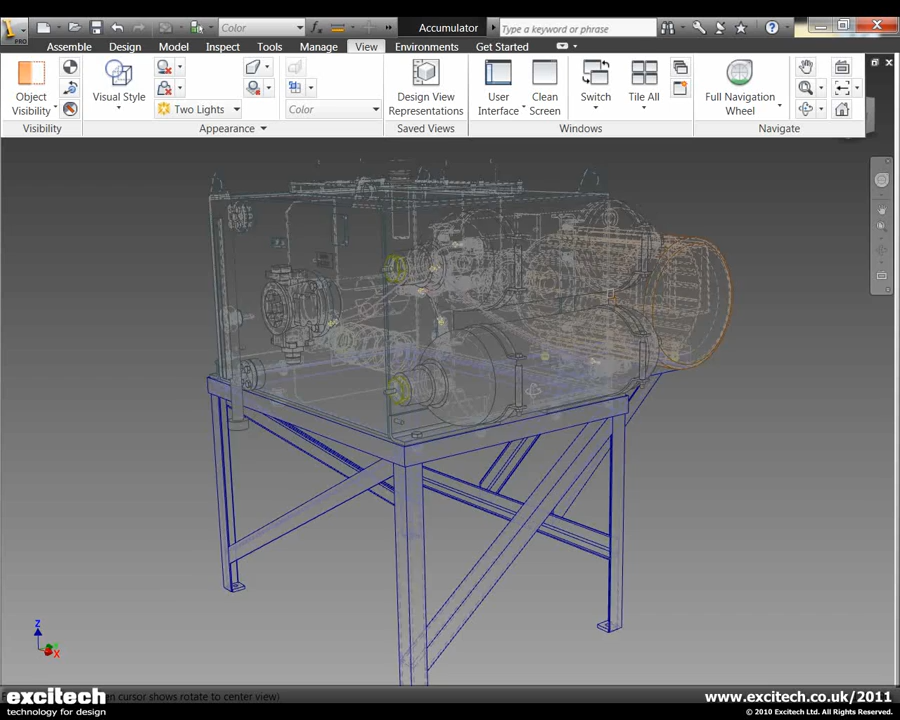 PRO
Color
Accumulator
Type a keyword or phrase
Assemble Design Model Inspect Tools Manage View Environments Get Started
Object Visibility
Visual Style
Two Lights
Color
Design View Representations
User Interface
Clean Screen
Switch
Tile All
Full Navigation Wheel
Visibility
Appearance
Saved Views
Windows
Navigate
Z
X
cursor shows rotate to center view)
excitech
technology for design
www.excitech.co.uk/2011
© 2010 Excitech Ltd. All Rights Reserved.